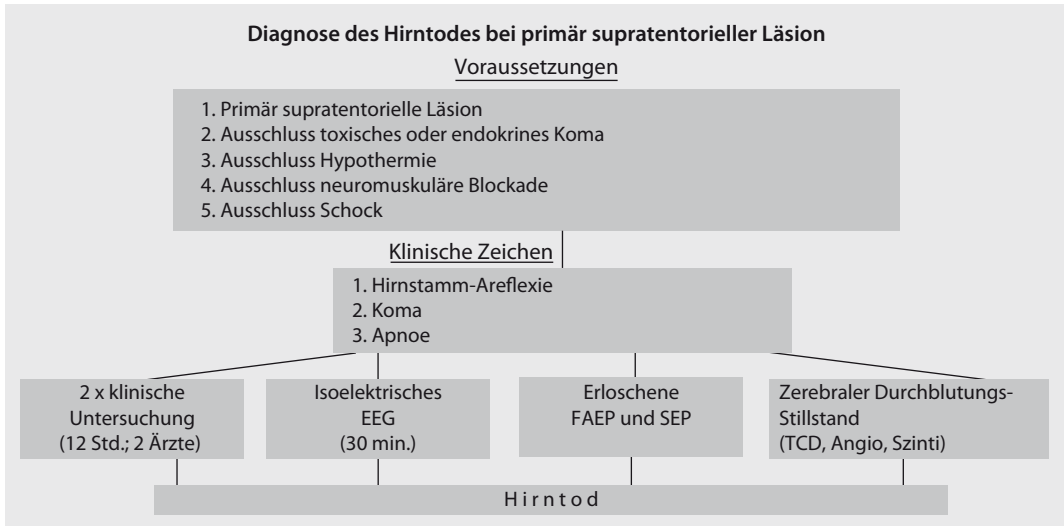 Diagnose des Hirntodes bei primär supratentorieller Läsion
Voraussetzungen
1. Primär supratentorielle Läsion
2. Ausschluss toxisches oder endokrines Koma
3. Ausschluss Hypothermie
4. Ausschluss neuromuskuläre Blockade
5. Ausschluss Schock
Klinische Zeichen
1. Hirnstamm-Areflexie
2. Koma
3. Apnoe
2 x klinische
Untersuchung
(12 Std.; 2 Ärzte)
Isoelektrisches
EEG
(30 min.)
Erloschene
FAEP und SEP
Zerebraler Durchblutungs-
Stillstand
(TCD, Angio, Szinti)
Hirntod